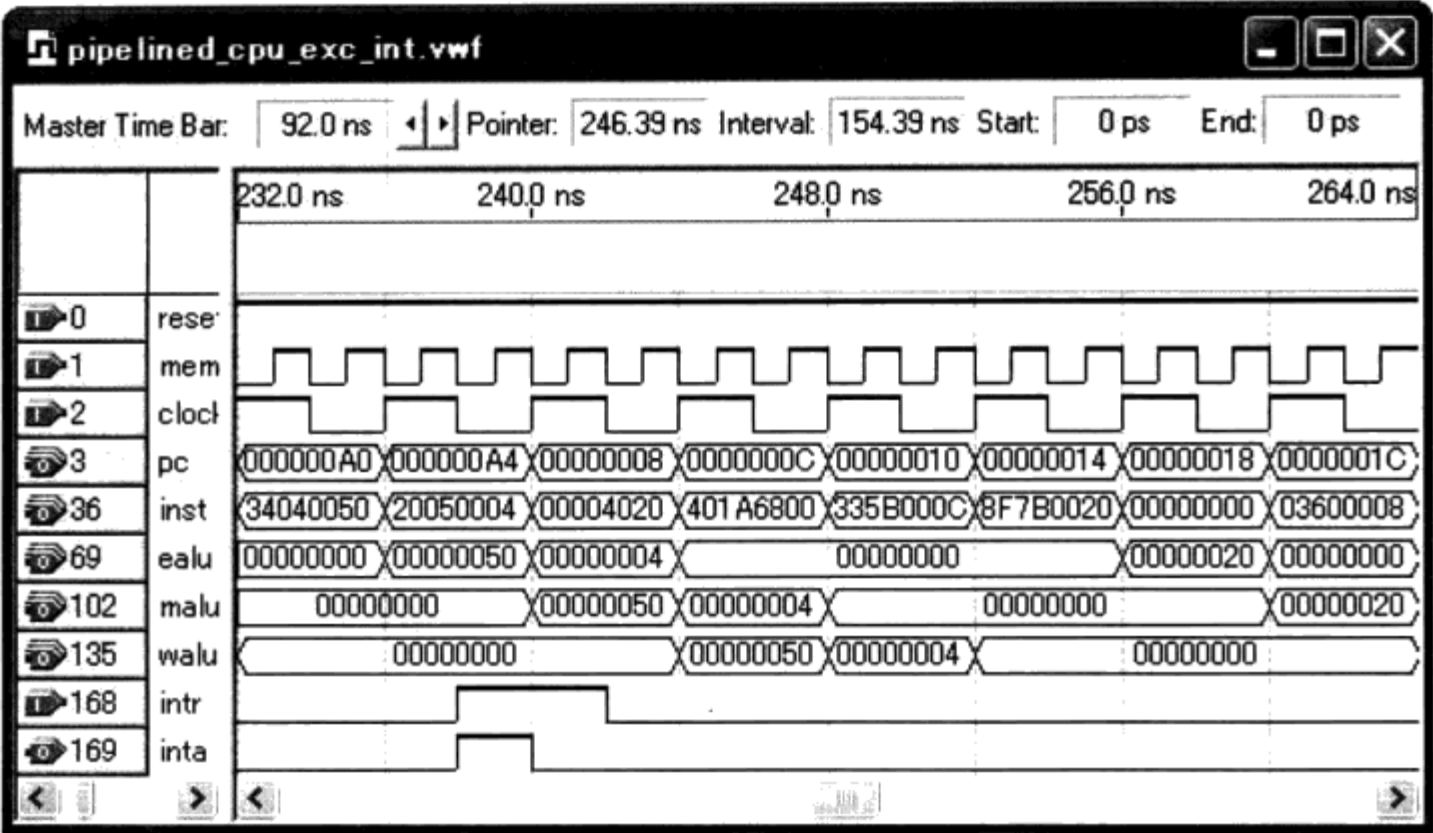 pipelined_cpu_exc_int.vwf
Master Time Bar: 92.0 ns Pointer: 246.39 ns Interval: 154.39 ns Start: 0 ps End: 0 ps
232.0 ns 240.0 ns 248.0 ns 256.0 ns 264.0 ns
0 rese
1 mem
2 clock
3 pc 000000A0 000000A4 00000008 0000000C 00000010 00000014 00000018 0000001C
36 inst 34040050 20050004 00004020 401A6800 335B000C 8F7B0020 00000000 03600008
69 ealu 00000000 00000050 00000004 00000000 00000020 00000000
102 malu 00000000 00000050 00000004 00000000 00000020
135 walu 00000000 00000050 00000004 00000000
168 intr
169 inta